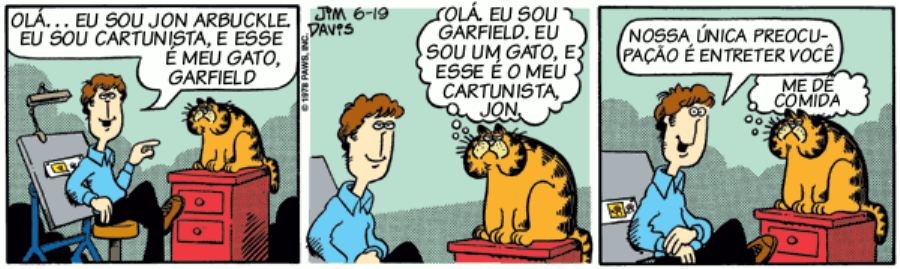 OLÁ... EU SOU JON ARBUCKLE.
EU SOU CARTUNISTA, E ESSE
É MEU GATO,
GARFIELD
JIM 6-19
DAVIS
© 1978 PAWS, INC.
OLÁ. EU SOU
GARFIELD. EU
SOU UM GATO, E
ESSE É O MEU
CARTUNISTA,
JON.
NOSSA ÚNICA PREOCU-
PAÇÃO É ENTRETER VOCÊ
ME DÊ
COMIDA